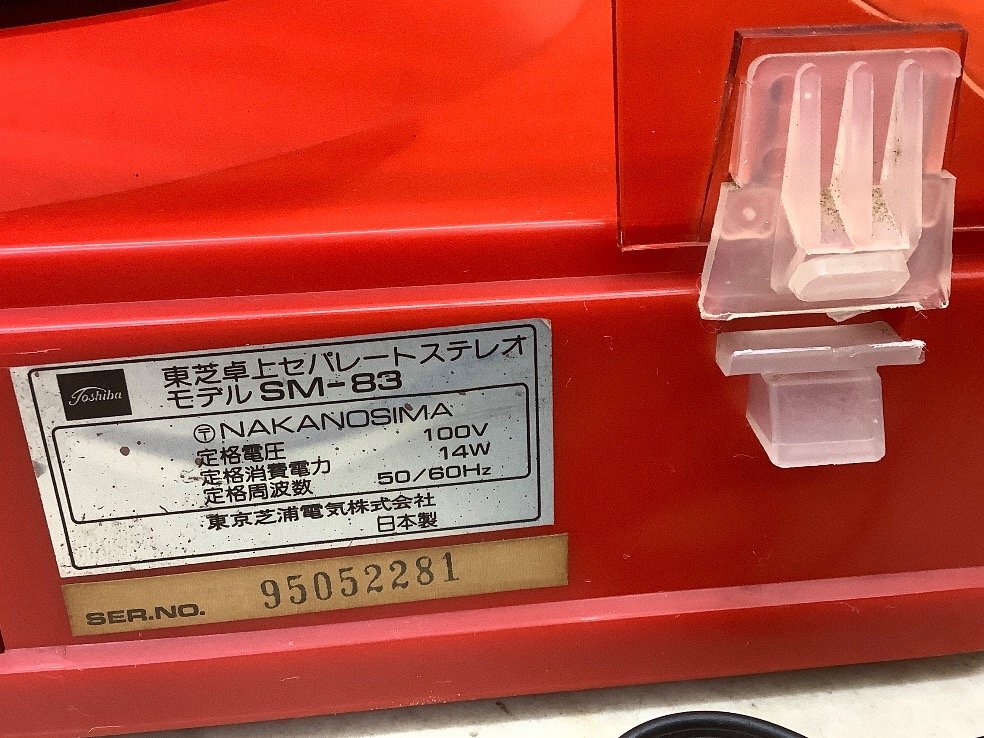 Toshiba
東芝卓上セパレートステレオ
モデル SM-83
〒 NAKANOSIMA
定格電圧 100V
定格消費電力 14W
定格周波数 50/60Hz
東京芝浦電気株式会社
日本製
SER.NO. 95052281